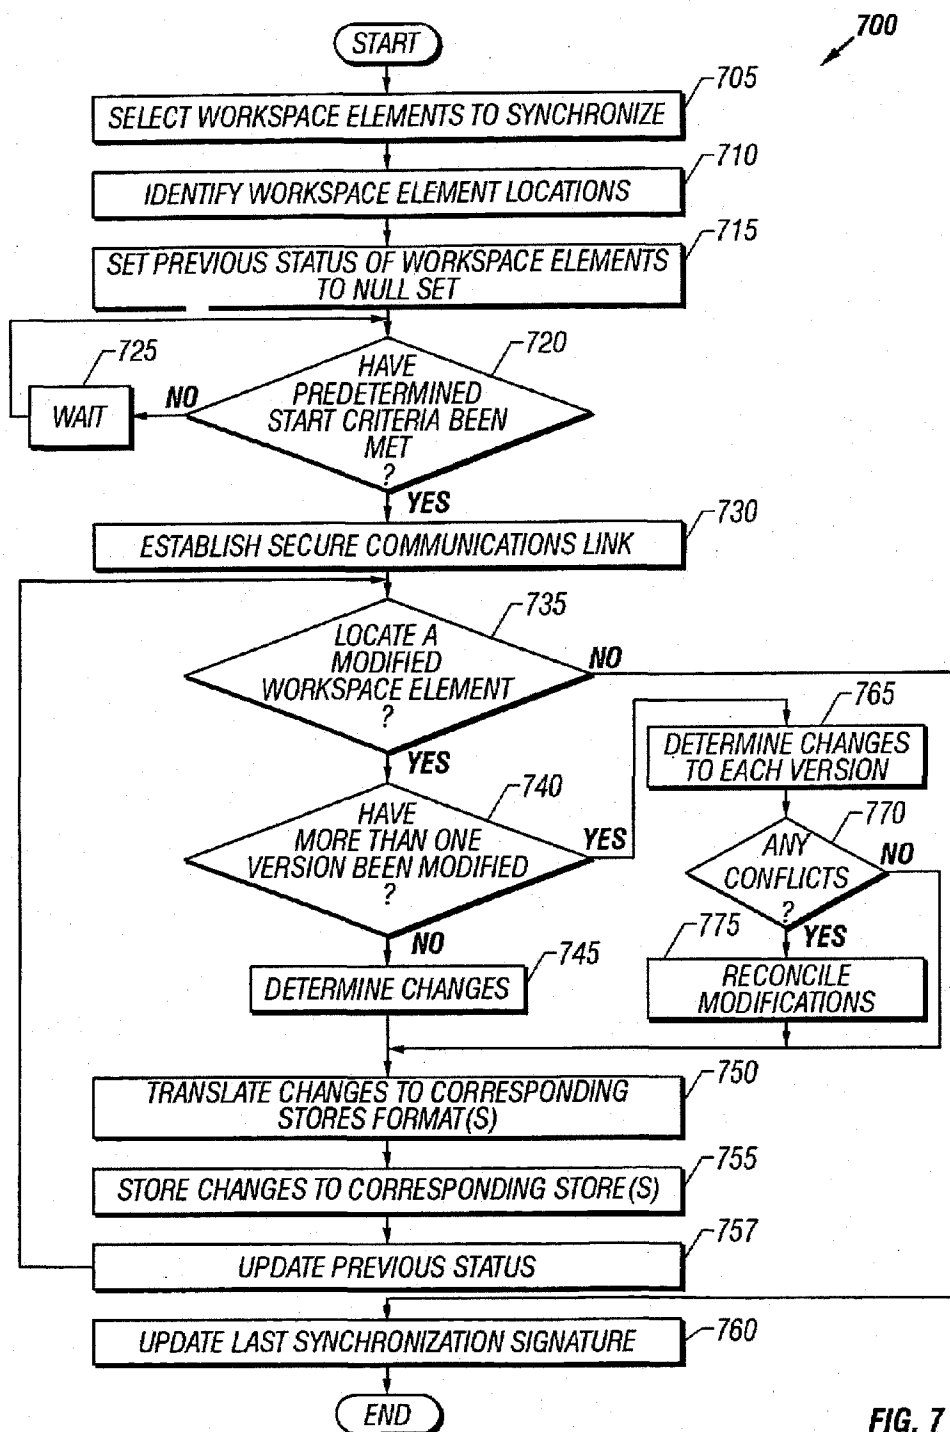 START
700
705
SELECT WORKSPACE ELEMENTS TO SYNCHRONIZE
710
IDENTIFY WORKSPACE ELEMENT LOCATIONS
715
SET PREVIOUS STATUS OF WORKSPACE ELEMENTS
TO NULL SET
720
HAVE
PREDETERMINED
START CRITERIA BEEN
MET
?
725
NO
WAIT
YES
730
ESTABLISH SECURE COMMUNICATIONS LINK
735
LOCATE A
MODIFIED
WORKSPACE ELEMENT
?
NO
YES
740
HAVE
MORE THAN ONE
VERSION BEEN MODIFIED
?
YES
765
DETERMINE CHANGES
TO EACH VERSION
770
ANY
CONFLICTS
?
NO
YES
775
RECONCILE
MODIFICATIONS
NO
745
DETERMINE CHANGES
750
TRANSLATE CHANGES TO CORRESPONDING
STORES FORMAT(S)
755
STORE CHANGES TO CORRESPONDING STORE(S)
757
UPDATE PREVIOUS STATUS
UPDATE LAST SYNCHRONIZATION SIGNATURE
760
END
FIG. 7